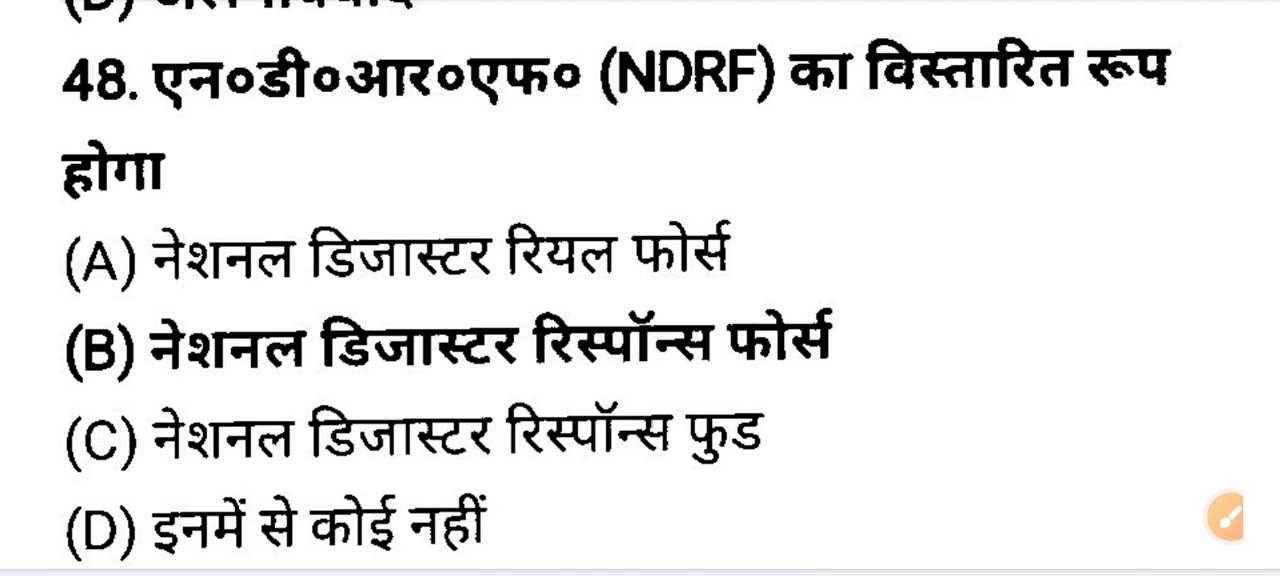 48. एन०डी०आर०एफ० (NDRF) का विस्तारित रूप
होगा
(A) नेशनल डिजास्टर रियल फोर्स
(B) नेशनल डिजास्टर रिस्पॉन्स फोर्स
(C) नेशनल डिजास्टर रिस्पॉन्स फुड
(D) इनमें से कोई नहीं